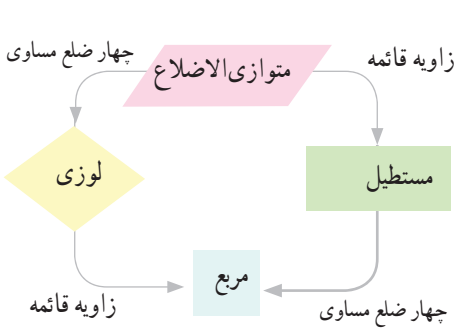 زاویه قائمه
متوازی‌الاضلاع
چهار ضلع مساوی
مستطیل
لوزی
مربع
چهار ضلع مساوی
زاویه قائمه